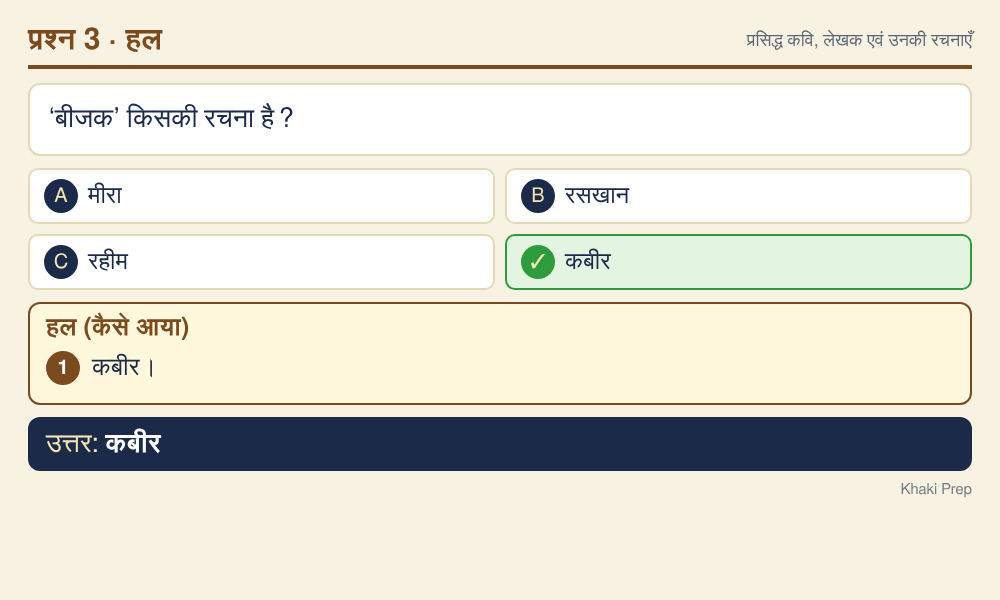 प्रश्न 3 · हल
प्रसिद्ध कवि, लेखक एवं उनकी रचनाएँ
‘बीजक’ किसकी रचना है ?
A मीरा
B रसखान
C रहीम
✓ कबीर
हल (कैसे आया)
1 कबीर।
उत्तर: कबीर
Khaki Prep